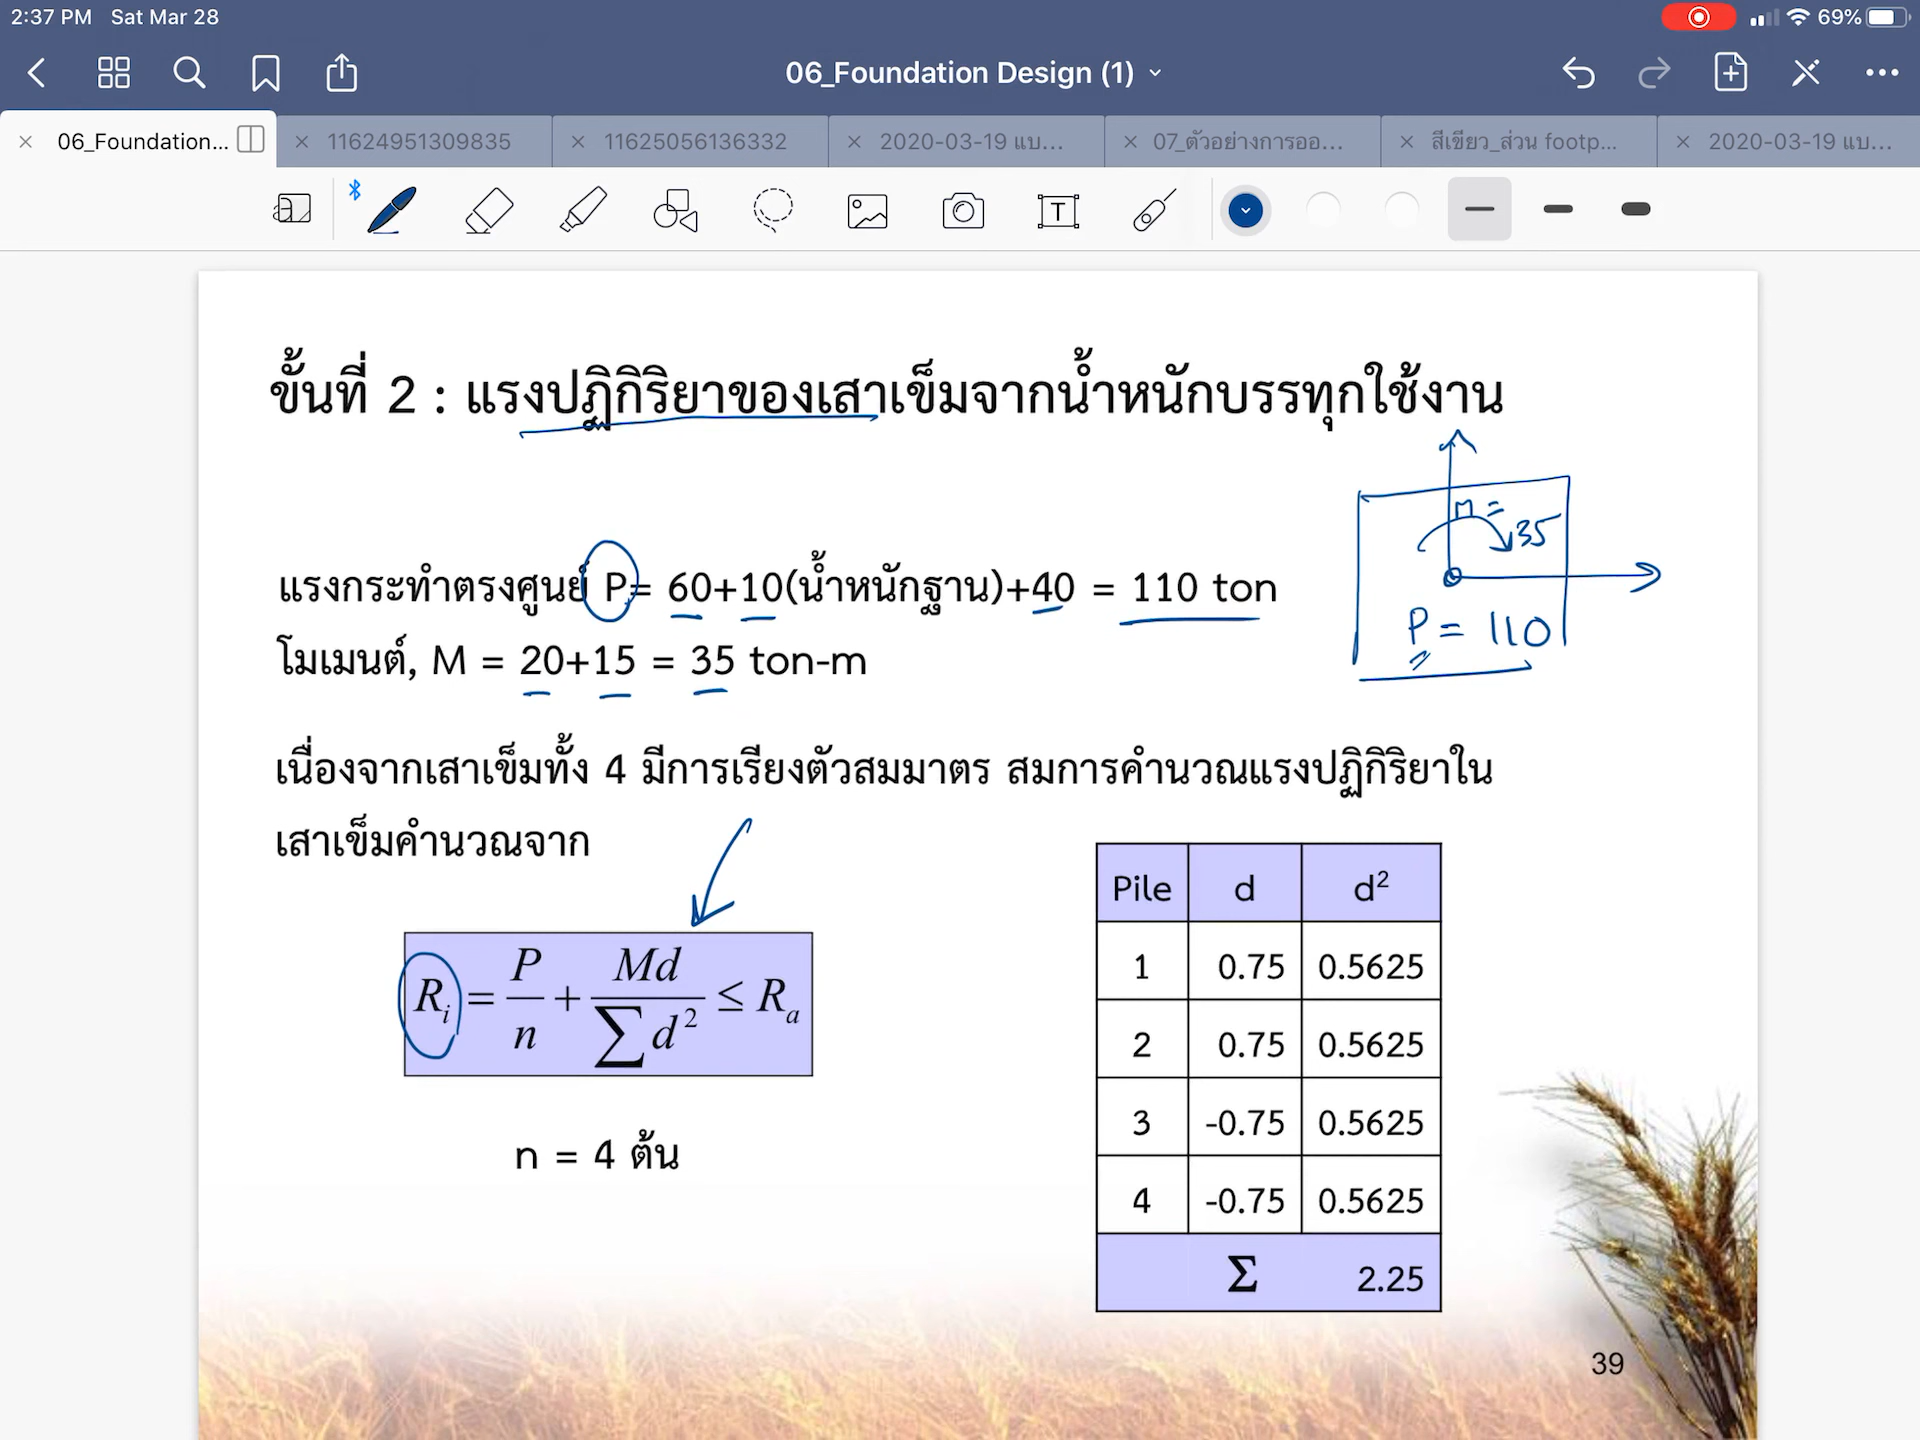 2:37 PM Sat Mar 28
69%
06_Foundation Design (1)
06_Foundation...
11624951309835
11625056136332
2020-03-19 แบ...
07_ตัวอย่างการออ...
สีเขียว_ส่วน footp...
2020-03-19 แบ...
ขั้นที่ 2 : แรงปฏิกิริยาของเสาเข็มจากน้ำหนักบรรทุกใช้งาน
M = 35
P = 110
แรงกระทำตรงศูนย์ P= 60+10(น้ำหนักฐาน)+40 = 110 ton
โมเมนต์, M = 20+15 = 35 ton-m
เนื่องจากเสาเข็มทั้ง 4 มีการเรียงตัวสมมาตร สมการคำนวณแรงปฏิกิริยาใน
เสาเข็มคำนวณจาก
R_i = P/n + Md/∑d² ≤ R_a
n = 4 ต้น
Pile d d²
1 0.75 0.5625
2 0.75 0.5625
3 -0.75 0.5625
4 -0.75 0.5625
Σ 2.25
39